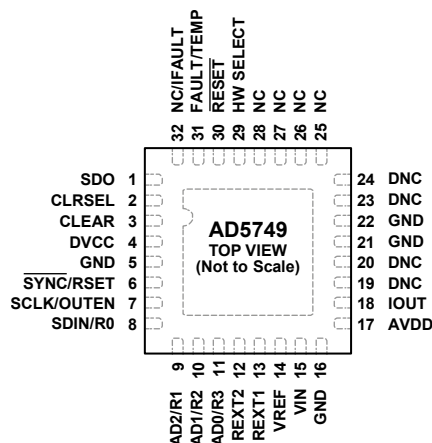 32 NC/IFAULT
31 FAULT/TEMP
30 RESET
29 HW SELECT
28 NC
27 NC
26 NC
25 NC
SDO 1
CLRSEL 2
CLEAR 3
DVCC 4
GND 5
SYNC/RSET 6
SCLK/OUTEN 7
SDIN/R0 8
AD5749
TOP VIEW
(Not to Scale)
24 DNC
23 DNC
22 GND
21 GND
20 DNC
19 DNC
18 IOUT
17 AVDD
AD2/R1 9
AD1/R2 10
AD0/R3 11
REXT2 12
REXT1 13
VREF 14
VIN 15
GND 16